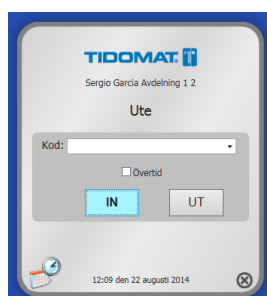 TIDOMAT.
Sergio Garcia Avdelning 1 2
Ute
Kod:
Övertid
IN UT
12:09 den 22 augusti 2014